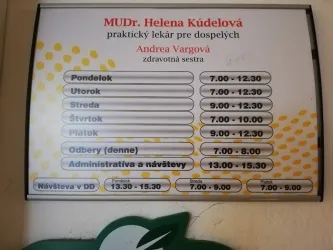 MUDr. Helena Kúdelová
praktický lekár pre dospelých
Andrea Vargová
zdravotná sestra
Pondelok 7.00 - 12.30
Utorok 7.00 - 12.30
Streda 9.00 - 12.30
Štvrtok 7.00 - 10.00
Piatok 9.00 - 12.30
Odbery (denne) 7.00 - 8.00
Administratíva a návštevy 13.00 - 15.30
Pondelok Streda Piatok
Návšteva v DD 13.30 - 15.30 7.00 - 9.00 7.00 - 9.00